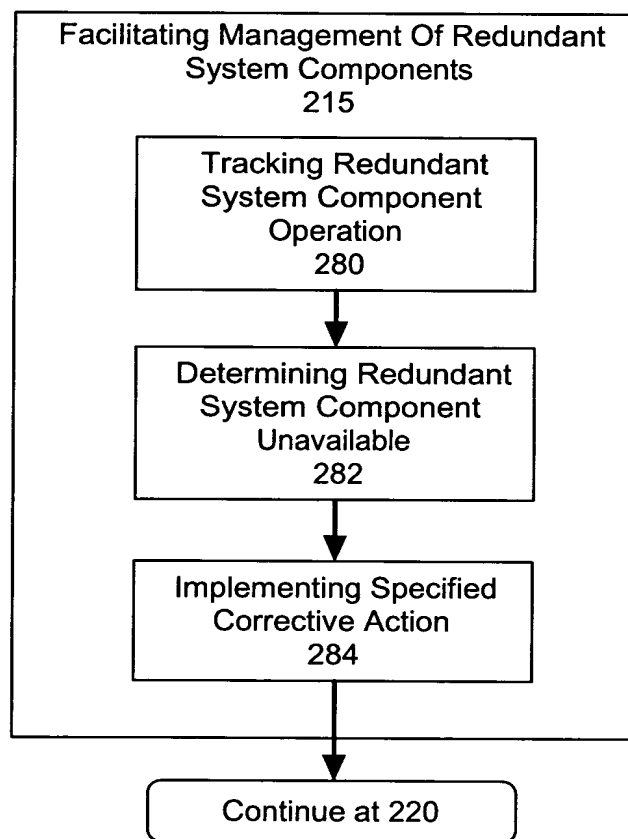 Facilitating Management Of Redundant
System Components
215
Tracking Redundant
System Component
Operation
280
Determining Redundant
System Component
Unavailable
282
Implementing Specified
Corrective Action
284
Continue at 220